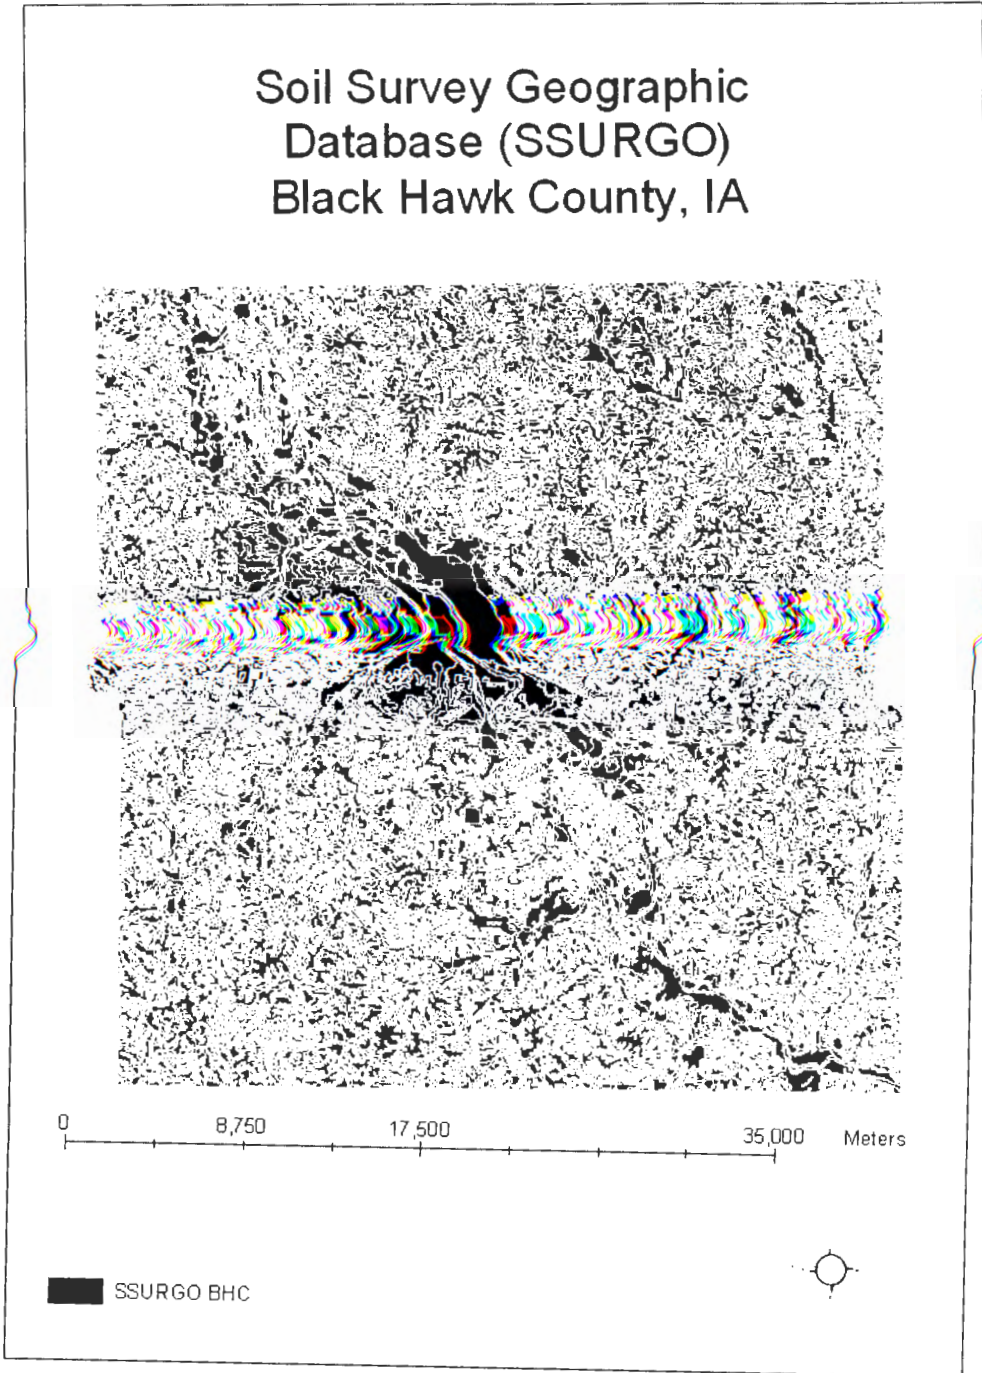 Soil Survey Geographic
Database (SSURGO)
Black Hawk County, IA
0 8,750 17,500 35,000 Meters
SSURGO BHC